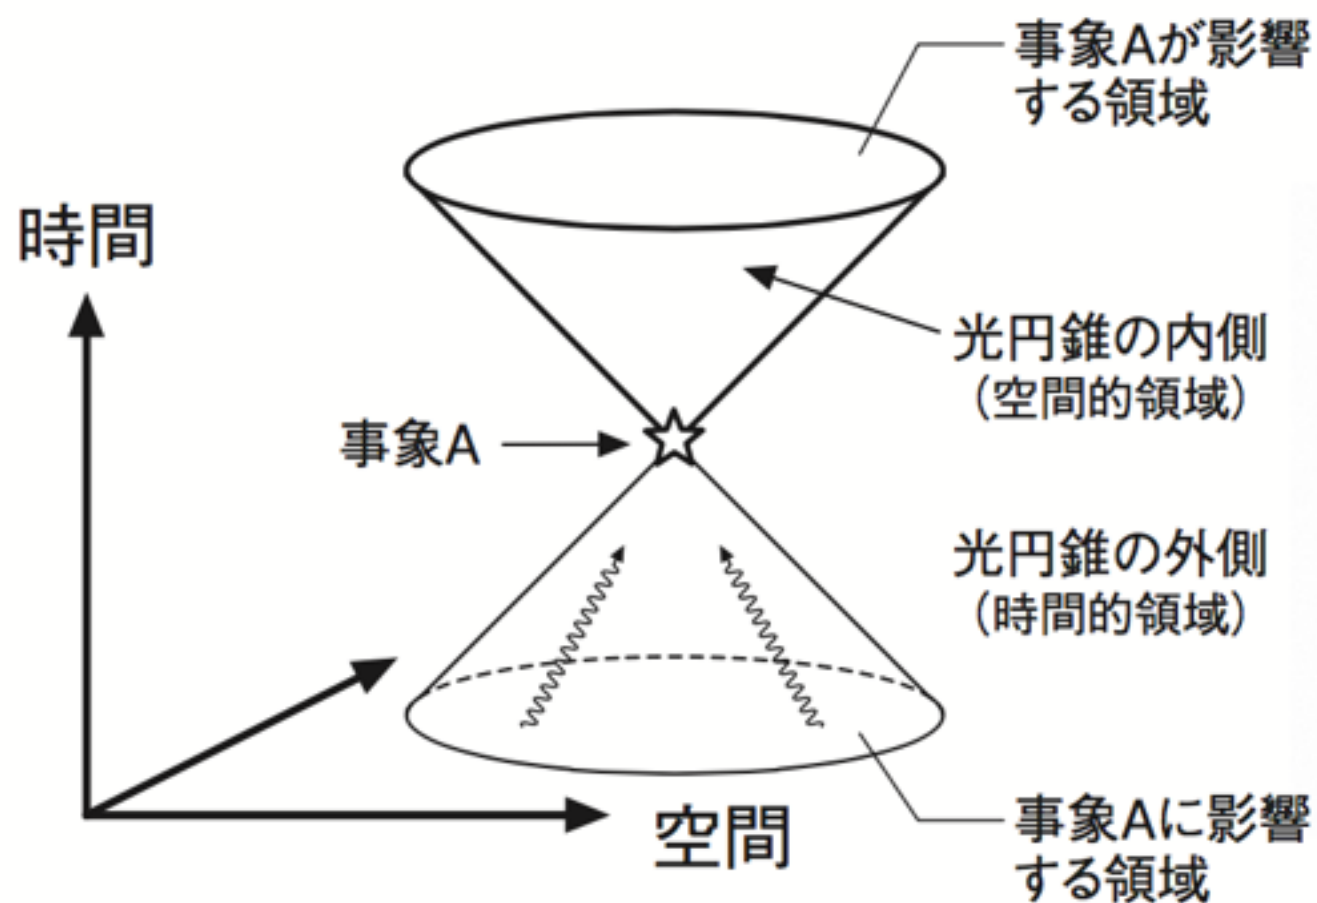 事象Aが影響
する領域
時間
光円錐の内側
（空間的領域）
事象A
光円錐の外側
（時間的領域）
空間
事象Aに影響
する領域